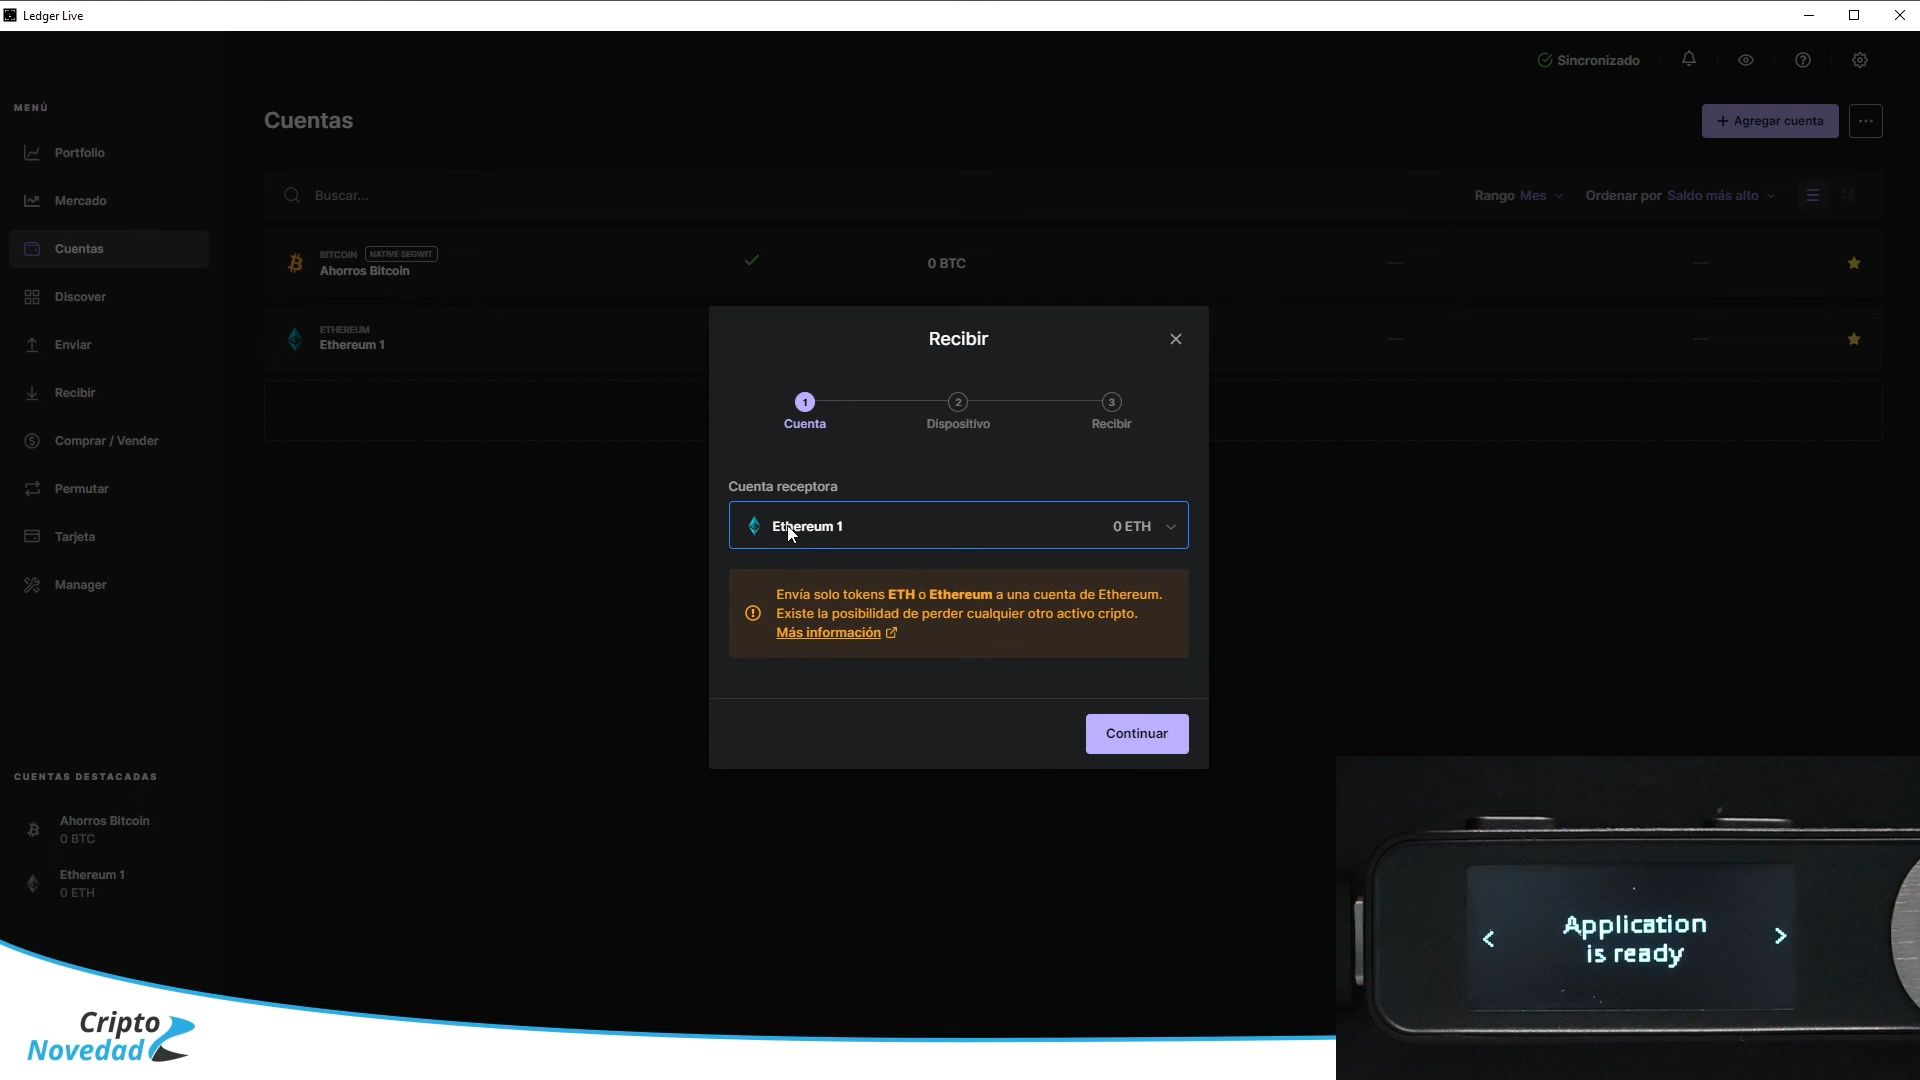 Ledger Live
Sincronizado
MENÚ
Cuentas
+ Agregar cuenta
Portfolio
Mercado
Buscar...
Rango Mes
Ordenar por Saldo más alto
Cuentas
BITCOIN NATIVE SEGWIT
Ahorros Bitcoin
0 BTC
Discover
ETHEREUM
Ethereum 1
Enviar
Recibir
Comprar / Vender
Permutar
Tarjeta
Manager
Recibir
1
2
3
Cuenta
Dispositivo
Recibir
Cuenta receptora
Ethereum 1
0 ETH
Envía solo tokens ETH o Ethereum a una cuenta de Ethereum.
Existe la posibilidad de perder cualquier otro activo cripto.
Más información
Continuar
CUENTAS DESTACADAS
Ahorros Bitcoin
0 BTC
Ethereum 1
0 ETH
Application
is ready
Cripto
Novedad